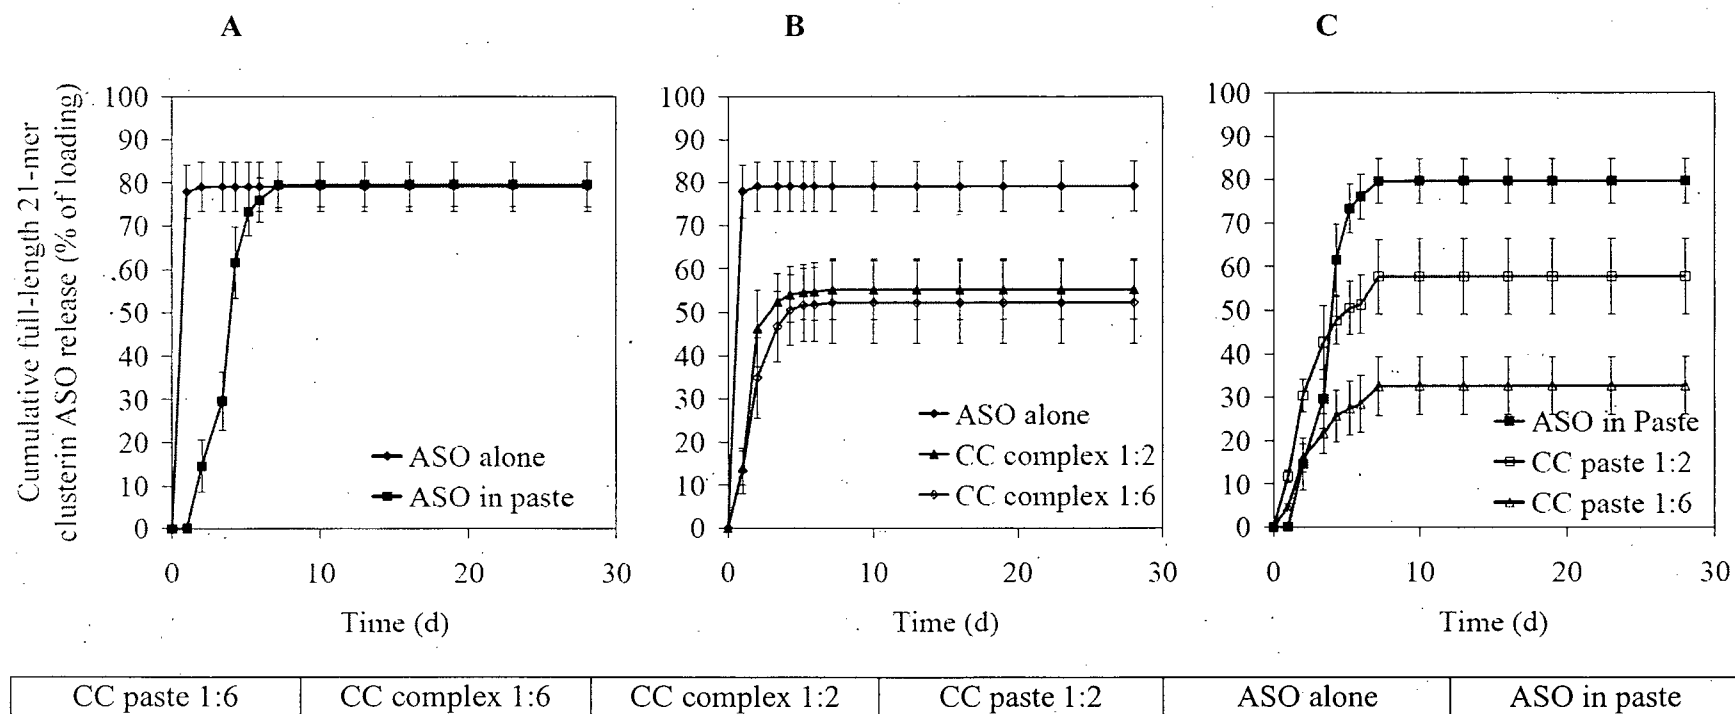 A
B
C
Cumulative full-length 21-mer
clusterin ASO release (% of loading)
100
90
80
70
60
50
40
30
20
10
0
0
10
20
30
Time (d)
ASO alone
ASO in paste
100
90
80
70
60
50
40
30
20
10
0
0
10
20
30
Time (d)
ASO alone
CC complex 1:2
CC complex 1:6
100
90
80
70
60
50
40
30
20
10
0
0
10
20
30
Time (d)
ASO in Paste
CC paste 1:2
CC paste 1:6
CC paste 1:6 CC complex 1:6 CC complex 1:2 CC paste 1:2 ASO alone ASO in paste